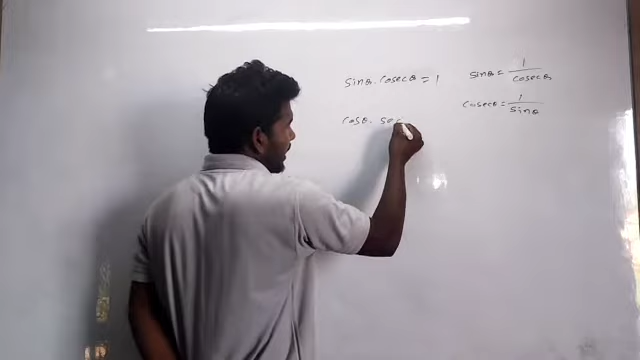 sinθ. cosecθ = 1
sinθ = 1/cosecθ
cosecθ = 1/sinθ
cosθ. sec